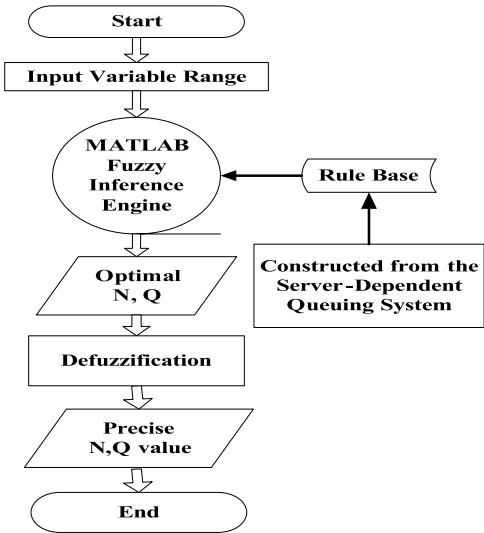 Start
Input Variable Range
MATLAB
Fuzzy
Inference
Engine
Rule Base
Constructed from the
Server-Dependent
Queuing System
Optimal
N, Q
Defuzzification
Precise
N,Q value
End